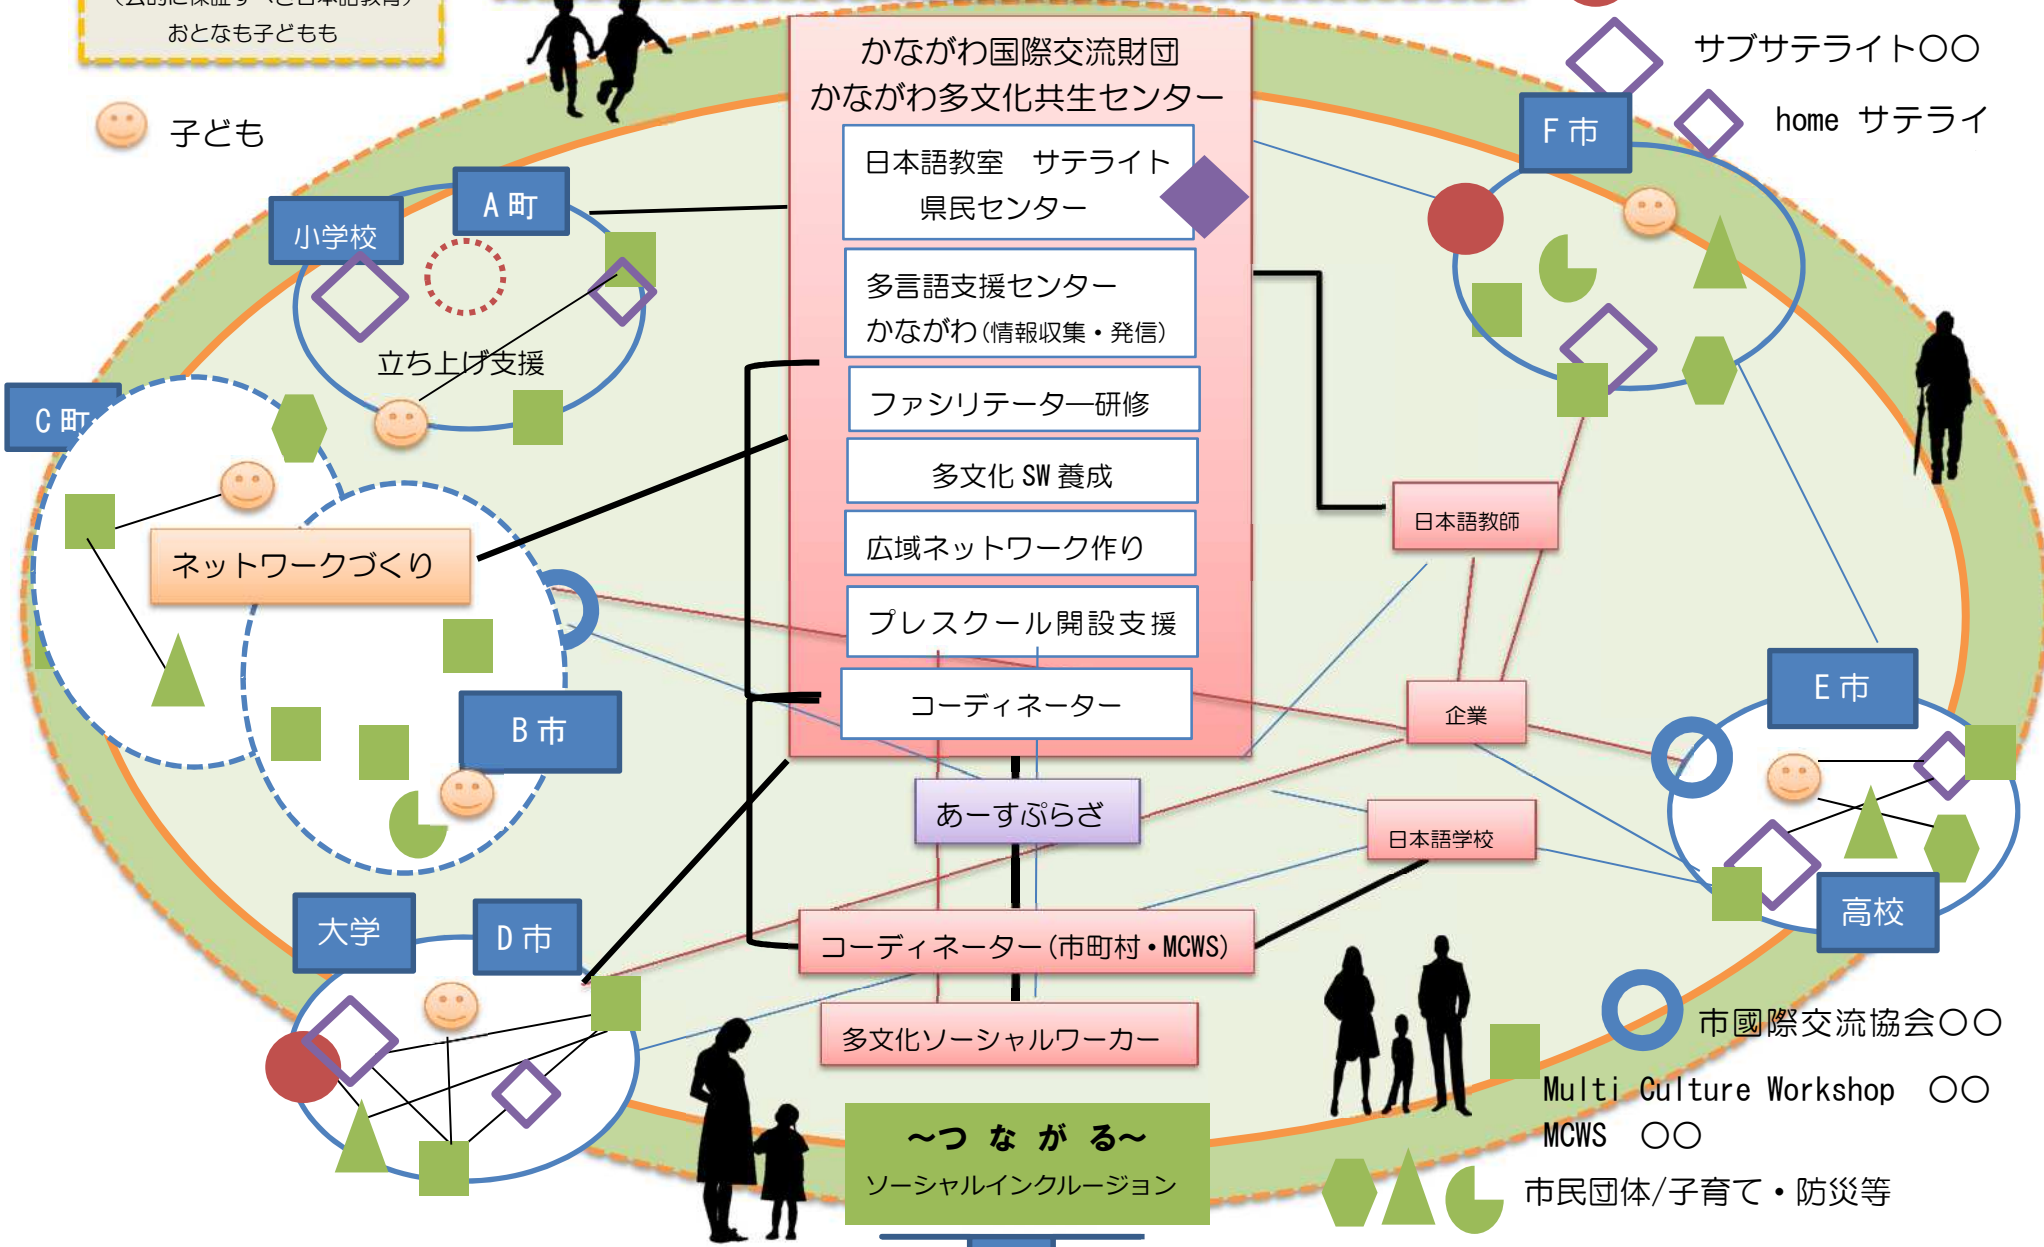 おとなも子どもも
子ども
かながわ国際交流財団
かながわ多文化共生センター
日本語教室　サテライト
県民センター
多言語支援センター
かながわ(情報収集・発信)
ファシリテーター研修
多文化 SW 養成
広域ネットワーク作り
プレスクール開設支援
コーディネーター
サブサテライト〇〇
home サテライ
F 市
A 町
小学校
立ち上げ支援
C 町
ネットワークづくり
B 市
日本語教師
企業
E 市
あーすぷらざ
日本語学校
高校
大学
D 市
コーディネーター(市町村・MCWS)
多文化ソーシャルワーカー
市國際交流協会〇〇
Multi Culture Workshop 〇〇
MCWS 〇〇
市民団体/子育て・防災等
～つ な が る～
ソーシャルインクルージョン